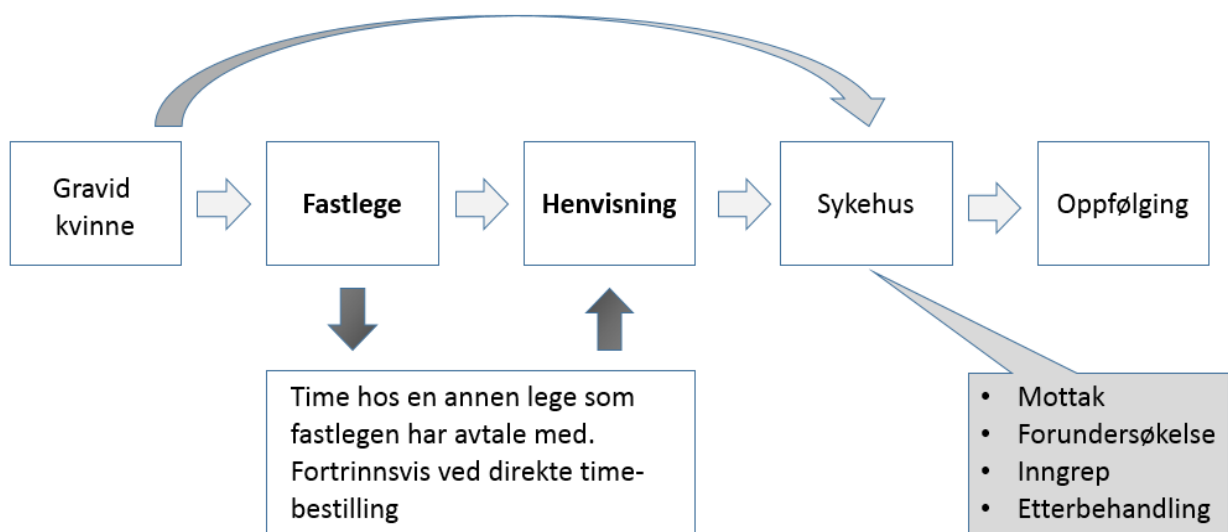 Gravid
kvinne
Fastlege
Henvisning
Sykehus
Oppfølging
Time hos en annen lege som
fastlegen har avtale med.
Fortrinnsvis ved direkte time-
bestilling
• Mottak
• Forundersøkelse
• Inngrep
• Etterbehandling